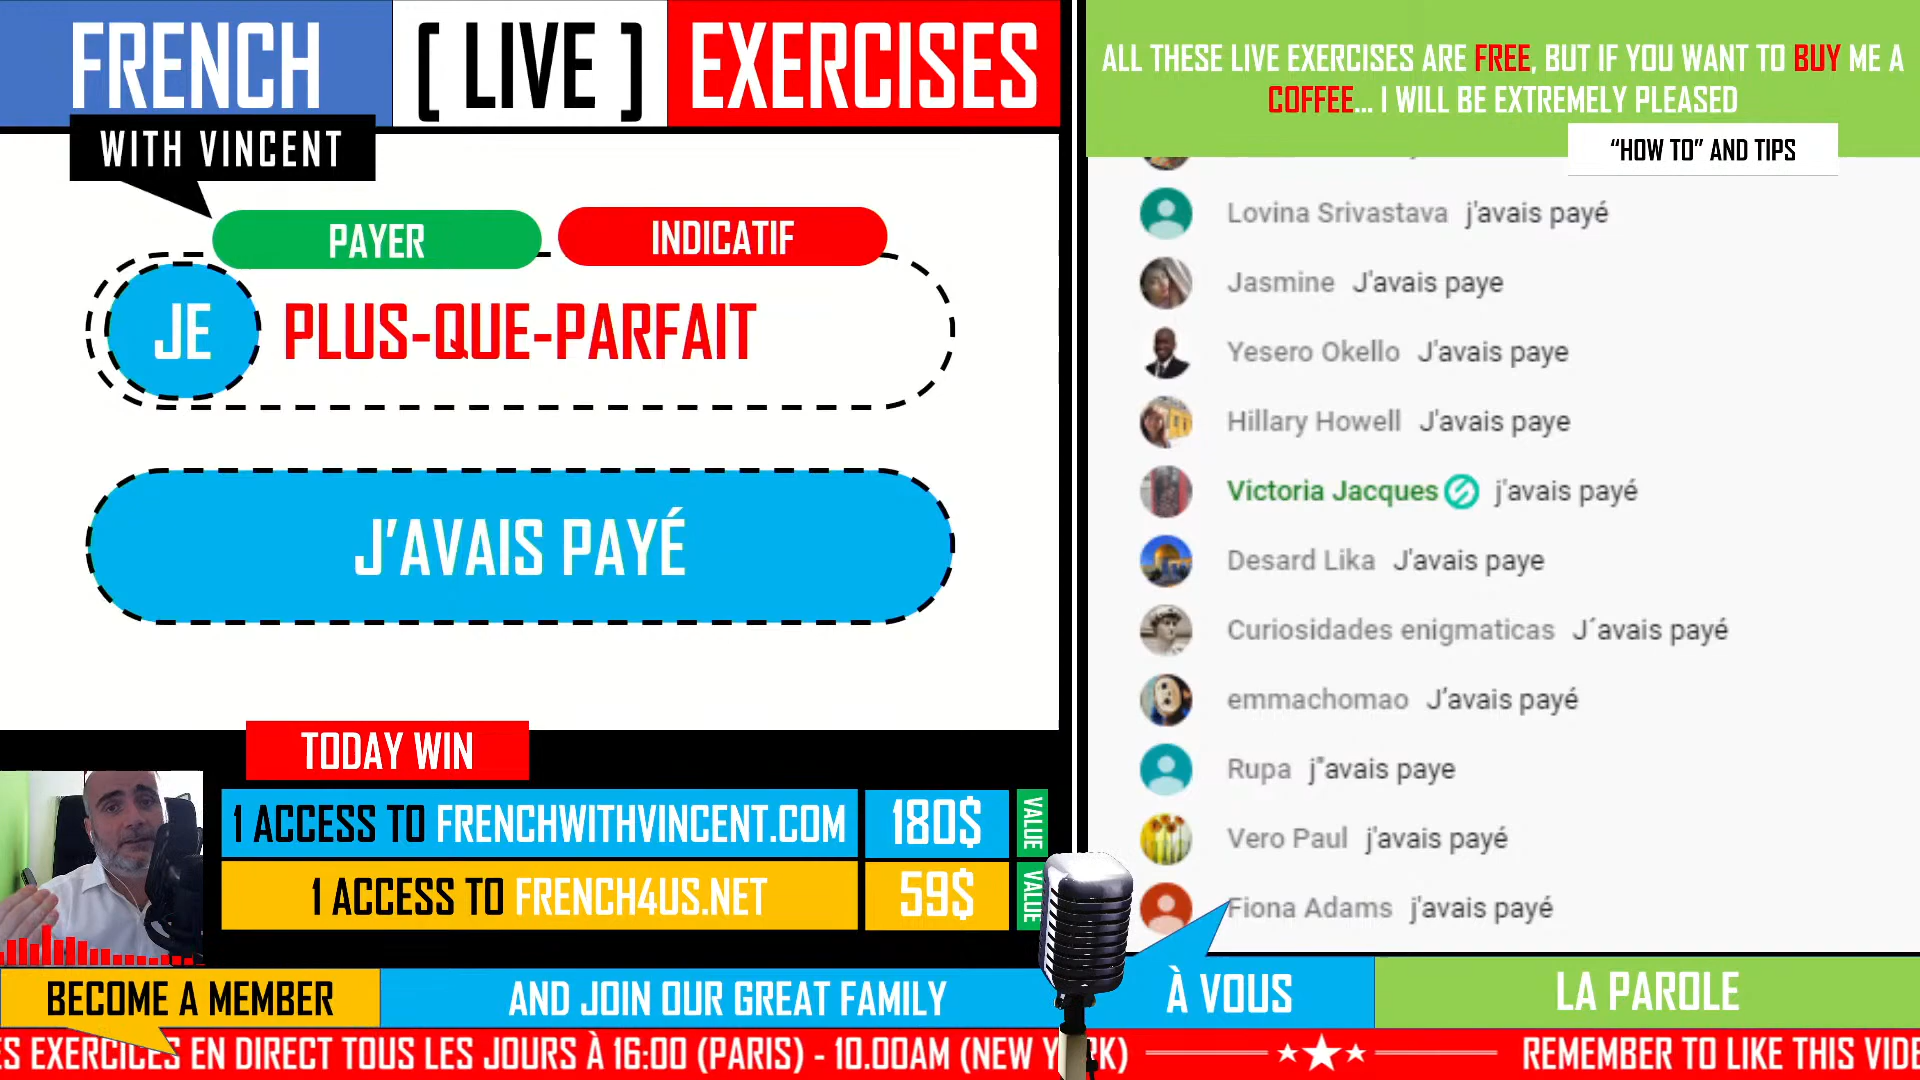 FRENCH [ LIVE ] EXERCISES
WITH VINCENT
PAYER
INDICATIF
JE PLUS-QUE-PARFAIT
J'AVAIS PAYÉ
TODAY WIN
1 ACCESS TO FRENCHWITHVINCENT.COM 180$ VALUE
1 ACCESS TO FRENCH4US.NET 59$ VALUE
BECOME A MEMBER AND JOIN OUR GREAT FAMILY
ALL THESE LIVE EXERCISES ARE FREE, BUT IF YOU WANT TO BUY ME A
COFFEE... I WILL BE EXTREMELY PLEASED
“HOW TO” AND TIPS
Lovina Srivastava j'avais payé
Jasmine J'avais paye
Yesero Okello J'avais paye
Hillary Howell J'avais paye
Victoria Jacques j'avais payé
Desard Lika J'avais paye
Curiosidades enigmaticas J´avais payé
emmachomao J’avais payé
Rupa j"avais paye
Vero Paul j'avais payé
Fiona Adams j'avais payé
À VOUS LA PAROLE
ES EXERCICES EN DIRECT TOUS LES JOURS À 16:00 (PARIS) - 10.00AM (NEW YORK) REMEMBER TO LIKE THIS VIDE